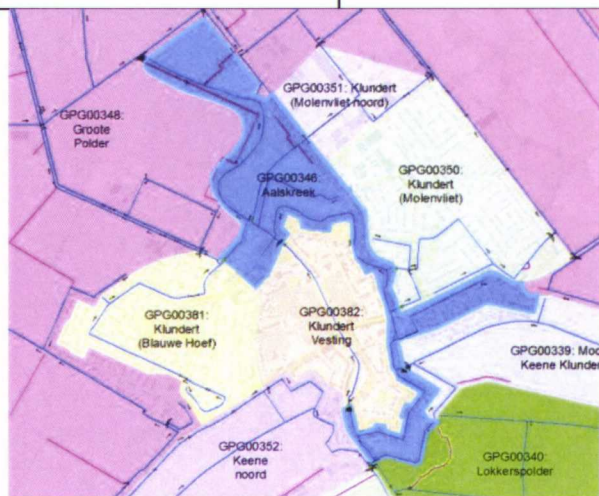 GPG00351: Klundert
(Molenvliet noord)
GPG00348:
Groote
Polder
GPG00350:
Klundert
(Molenvliet)
GPG00346:
Aalskreek
GPG00381:
Klundert
(Blauwe Hoef)
GPG00382:
Klundert
Vesting
GPG00339: Moo
Keene Klunder
GPG00352:
Keene
noord
GPG00340:
Lokkerspolder